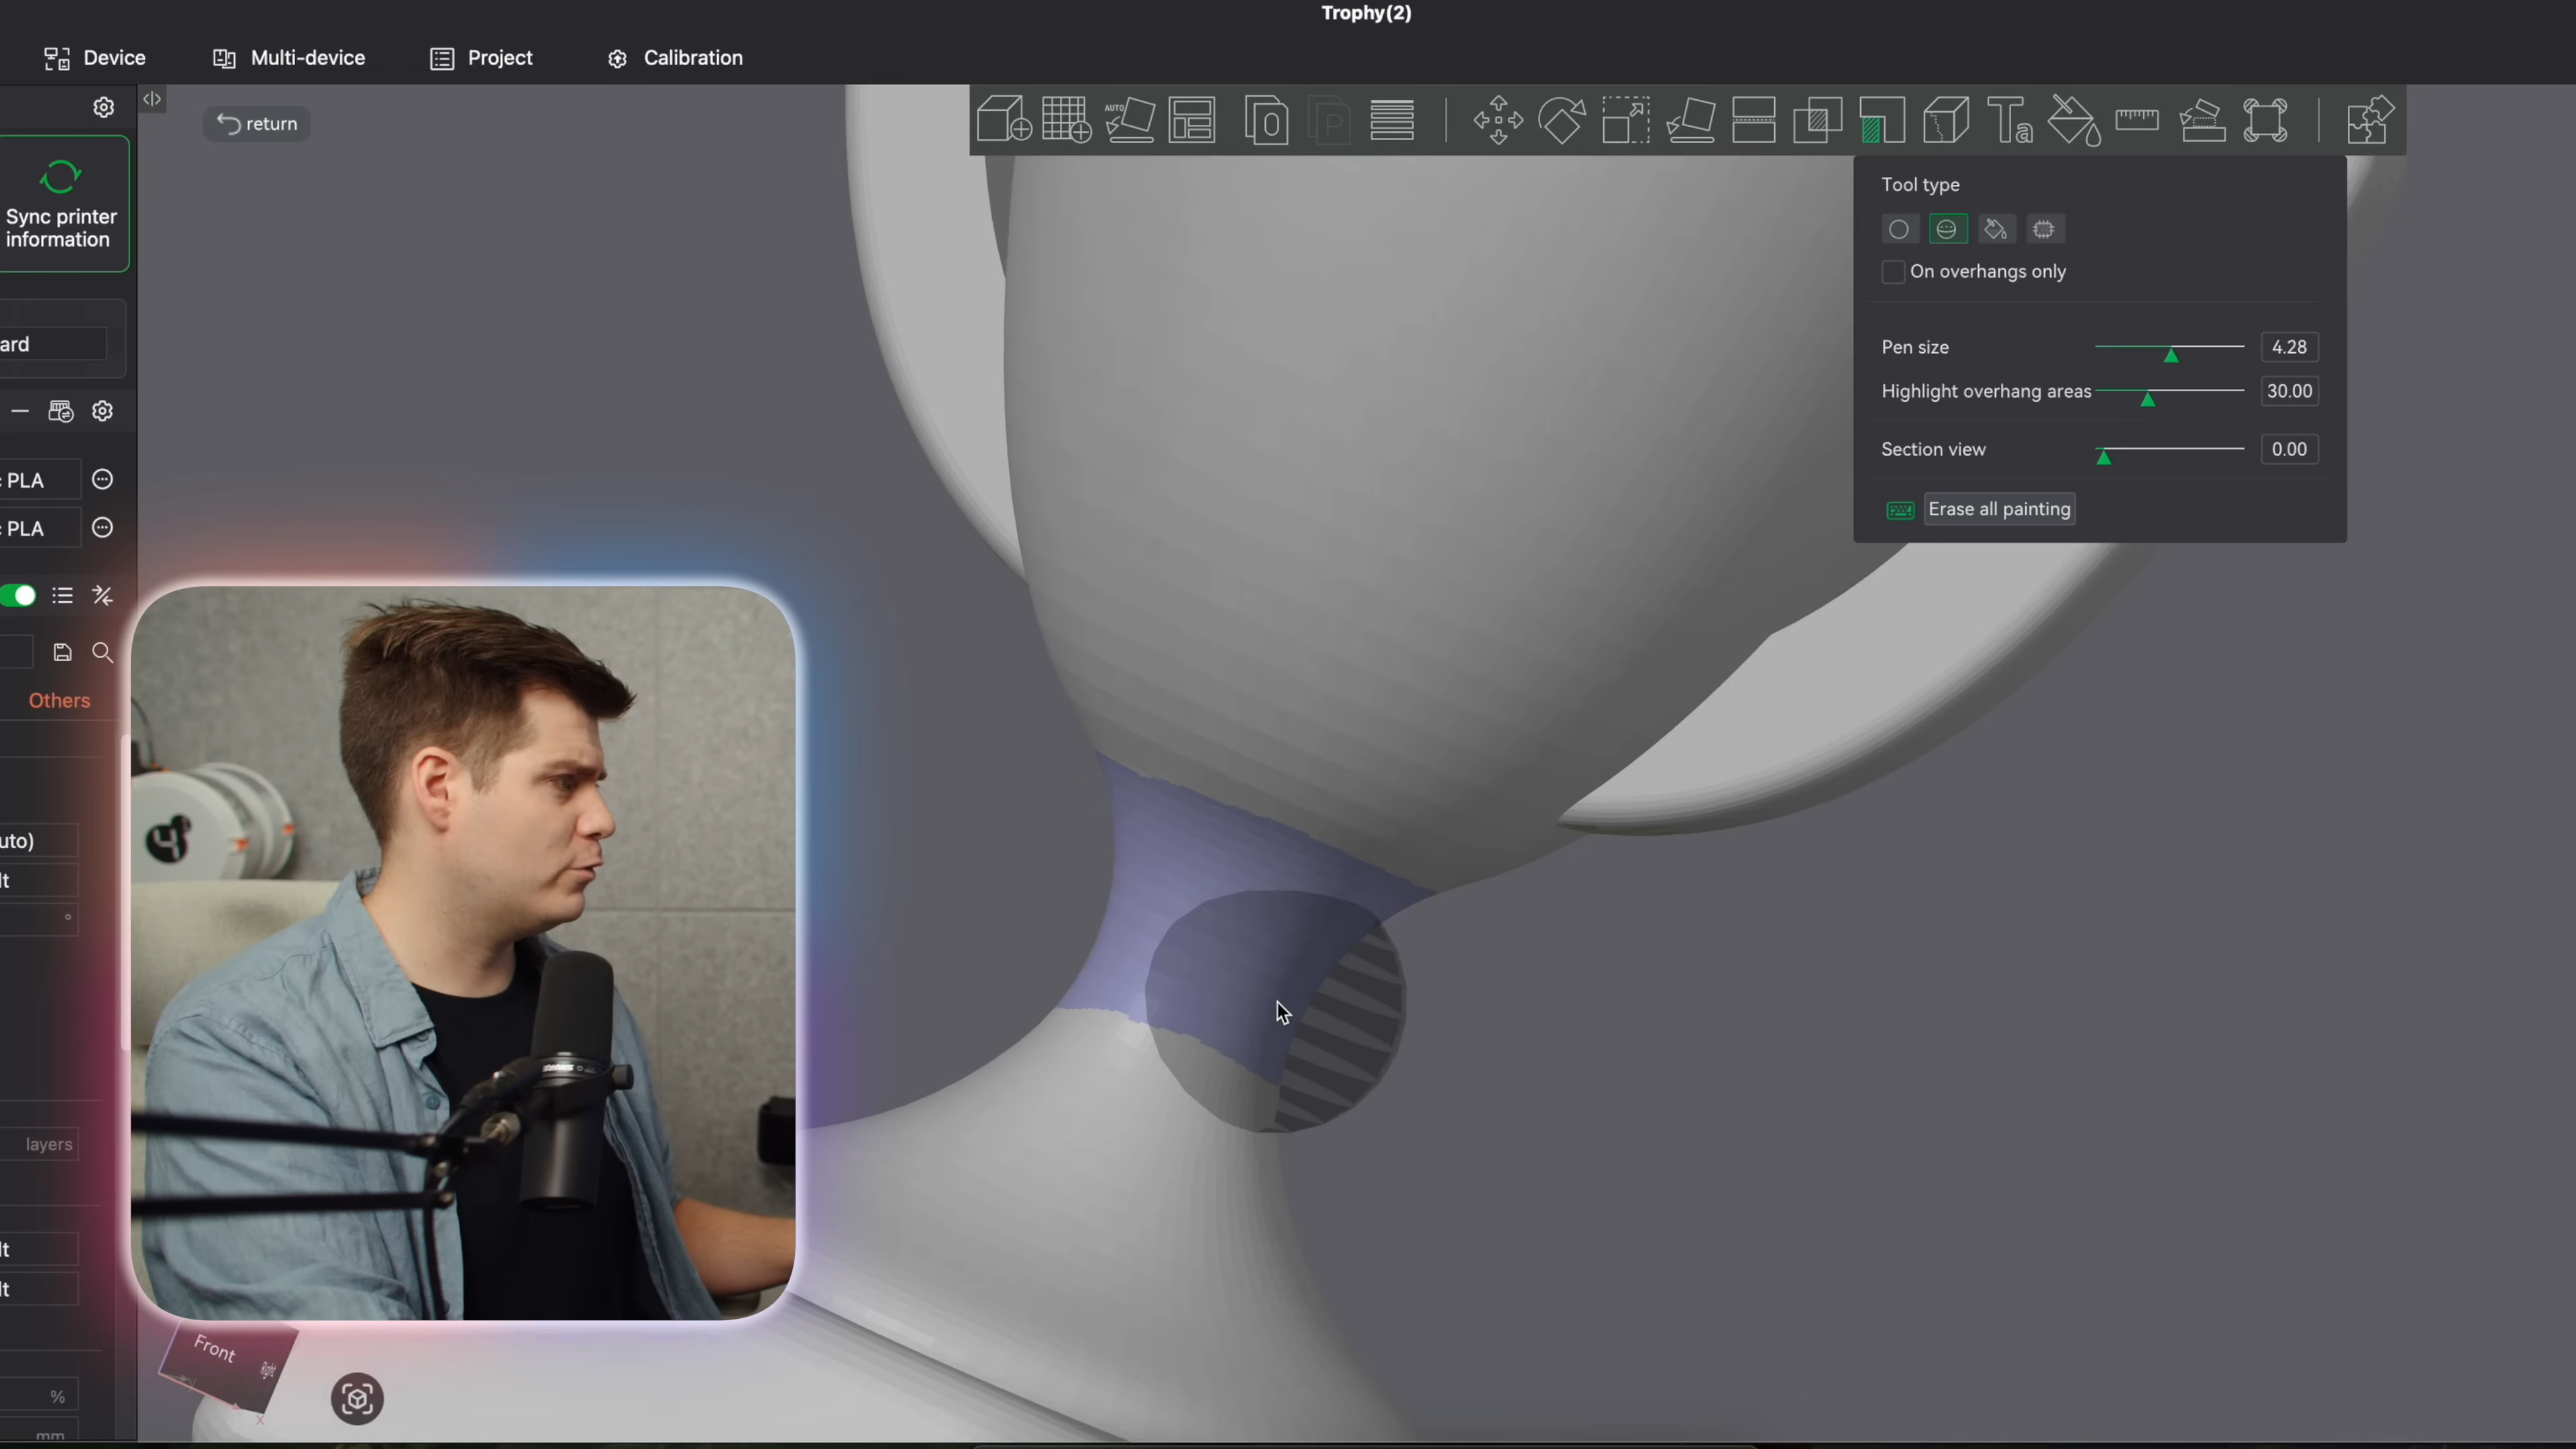 Trophy(2)
Device
Multi-device
Project
Calibration
return
Sync printer
information
ard
PLA
PLA
Others
uto)
lt
°
layers
lt
lt
%
mm
Tool type
On overhangs only
Pen size
4.28
Highlight overhang areas
30.00
Section view
0.00
Erase all painting
AUTO
Front
Right
x